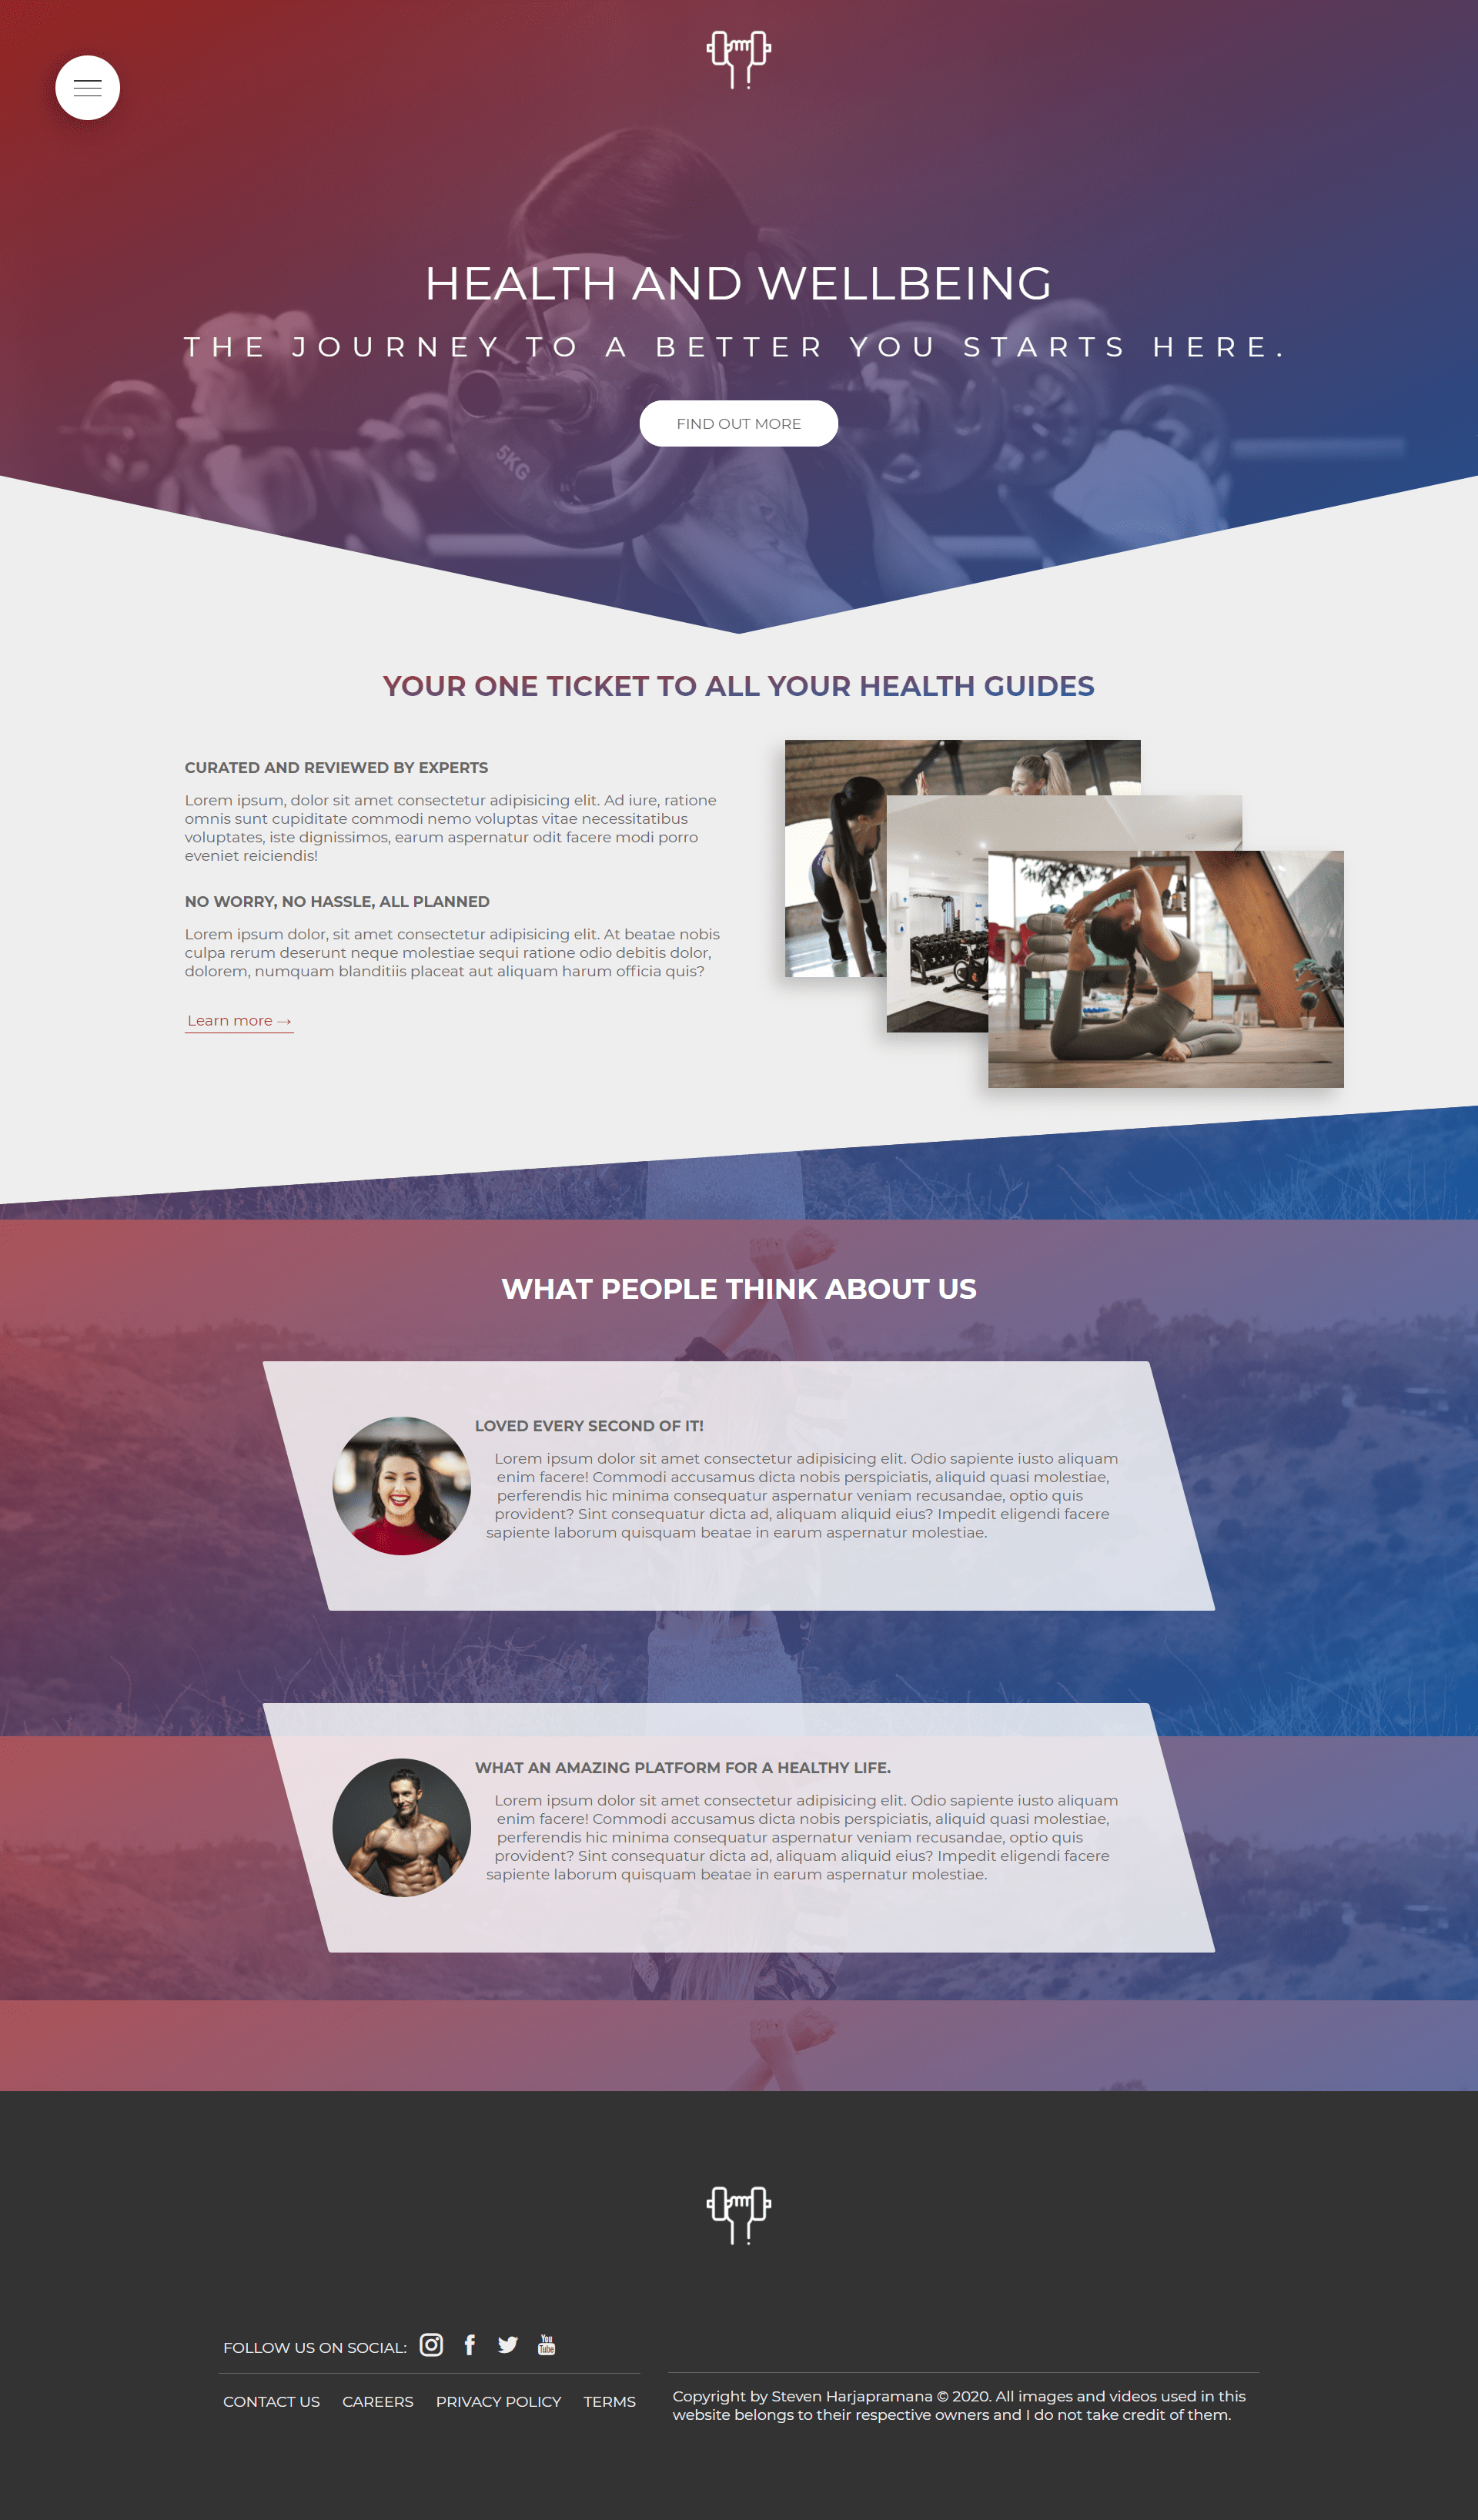 HEALTH AND WELLBEING
THE JOURNEY TO A BETTER YOU STARTS HERE.
FIND OUT MORE
5KG
YOUR ONE TICKET TO ALL YOUR HEALTH GUIDES
CURATED AND REVIEWED BY EXPERTS
Lorem ipsum, dolor sit amet consectetur adipisicing elit. Ad iure, ratione
omnis sunt cupiditate commodi nemo voluptas vitae necessitatibus
voluptates, iste dignissimos, earum aspernatur odit facere modi porro
eveniet reiciendis!
NO WORRY, NO HASSLE, ALL PLANNED
Lorem ipsum dolor, sit amet consectetur adipisicing elit. At beatae nobis
culpa rerum deserunt neque molestiae sequi ratione odio debitis dolor,
dolorem, numquam blanditiis placeat aut aliquam harum officia quis?
Learn more →
WHAT PEOPLE THINK ABOUT US
LOVED EVERY SECOND OF IT!
Lorem ipsum dolor sit amet consectetur adipisicing elit. Odio sapiente iusto aliquam
enim facere! Commodi accusamus dicta nobis perspiciatis, aliquid quasi molestiae,
perferendis hic minima consequatur aspernatur veniam recusandae, optio quis
provident? Sint consequatur dicta ad, aliquam aliquid eius? Impedit eligendi facere
sapiente laborum quisquam beatae in earum aspernatur molestiae.
WHAT AN AMAZING PLATFORM FOR A HEALTHY LIFE.
Lorem ipsum dolor sit amet consectetur adipisicing elit. Odio sapiente iusto aliquam
enim facere! Commodi accusamus dicta nobis perspiciatis, aliquid quasi molestiae,
perferendis hic minima consequatur aspernatur veniam recusandae, optio quis
provident? Sint consequatur dicta ad, aliquam aliquid eius? Impedit eligendi facere
sapiente laborum quisquam beatae in earum aspernatur molestiae.
FOLLOW US ON SOCIAL:
You
Tube
CONTACT US CAREERS PRIVACY POLICY TERMS
Copyright by Steven Harjapramana © 2020. All images and videos used in this
website belongs to their respective owners and I do not take credit of them.